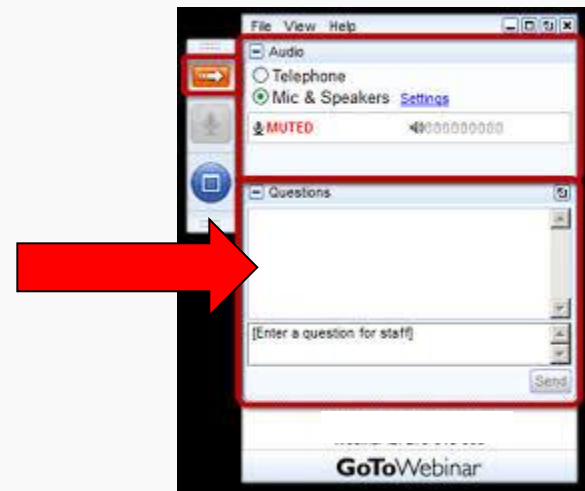 File View Help
Audio
Telephone
Mic & Speakers Settings
MUTED
Questions
[Enter a question for staff]
Send
GoToWebinar